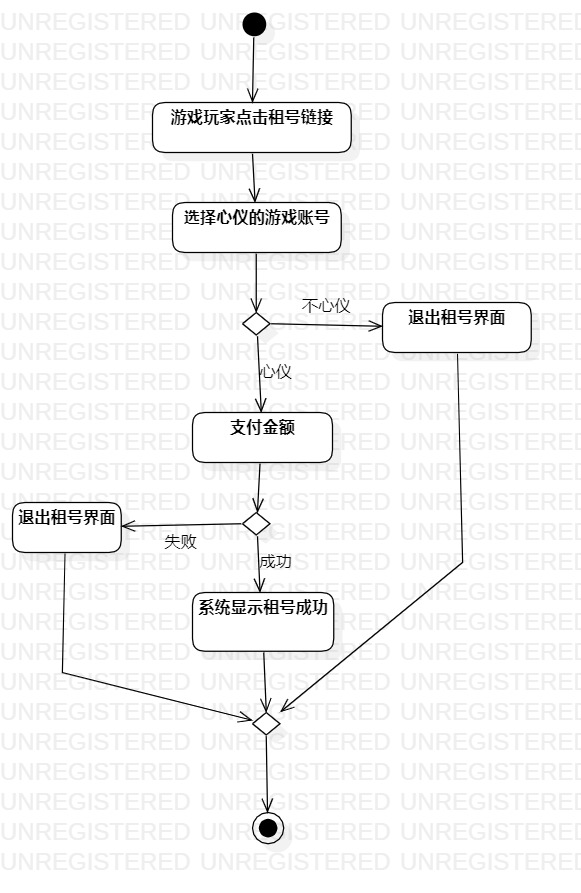 游戏玩家点击租号链接
选择心仪的游戏账号
不心仪
退出租号界面
心仪
支付金额
退出租号界面
失败
成功
系统显示租号成功
UNREGISTERED UNREGISTERED UNREGISTERED